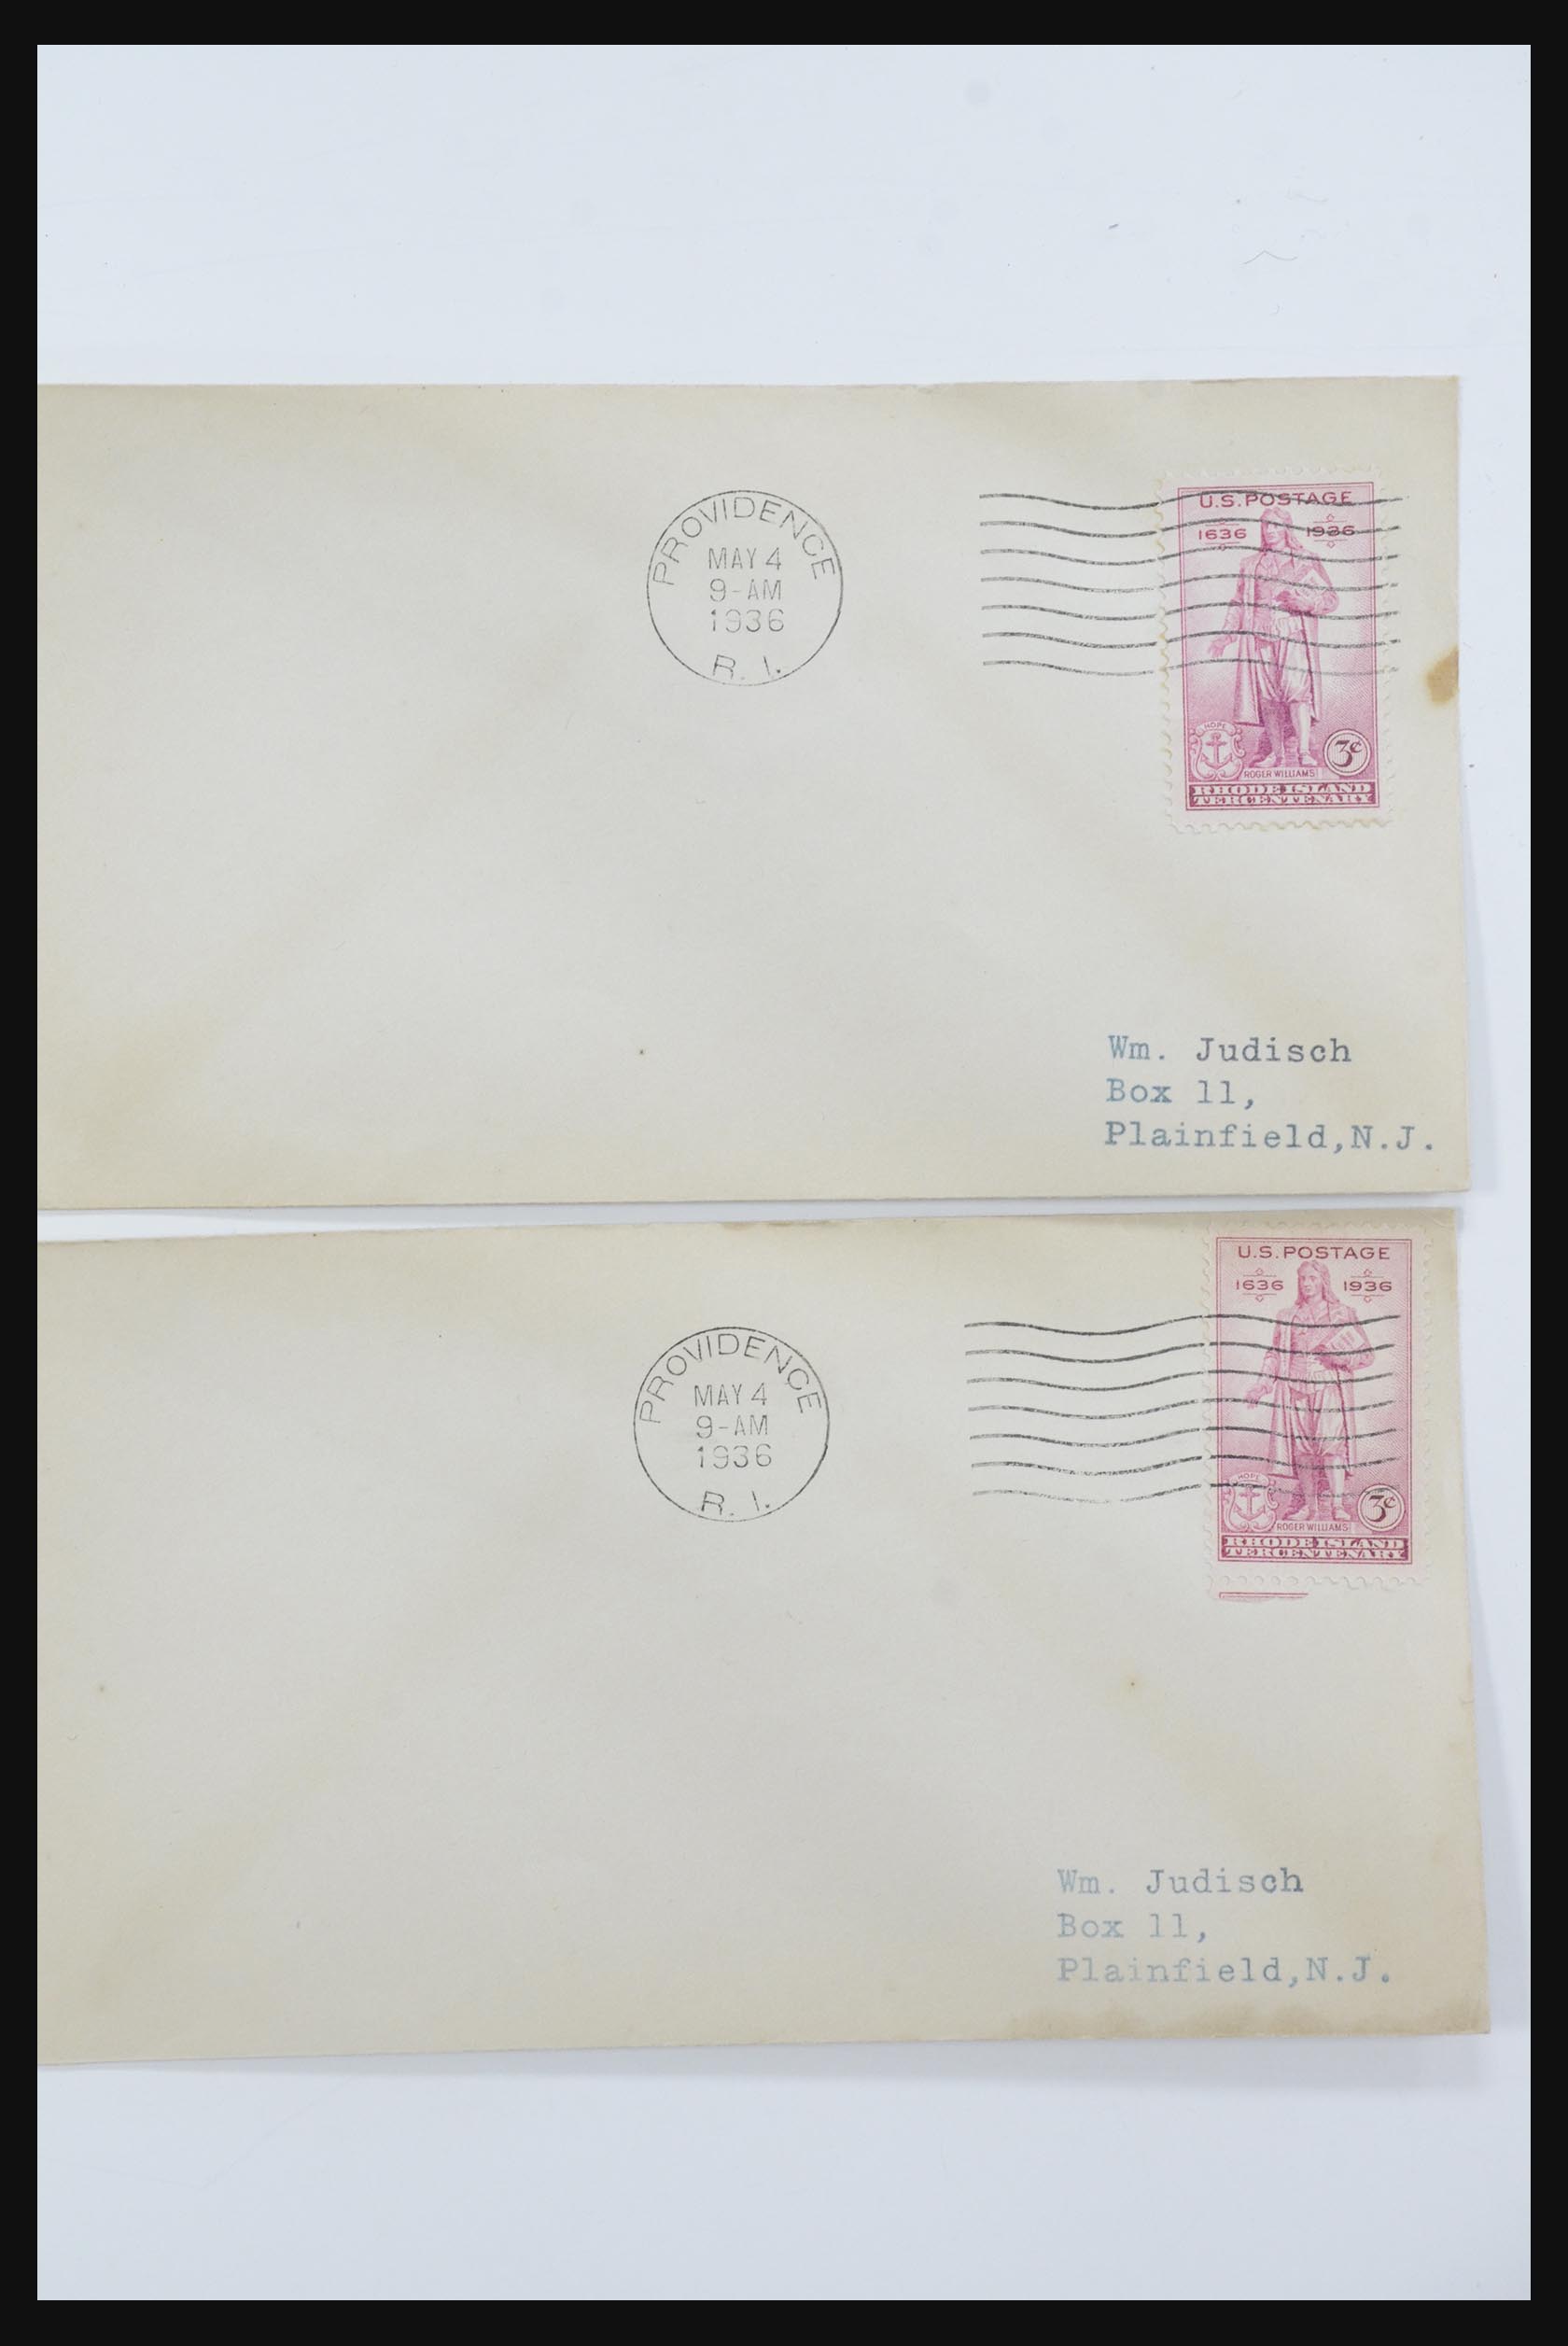 PROVIDENCE
MAY 4
9-AM
1936
R. I.
U.S. POSTAGE
1636 1936
HOPE
3¢
ROGER WILLIAMS
RHODE ISLAND
TERCENTENARY
Wm. Judisch
Box 11,
Plainfield,N.J.
PROVIDENCE
MAY 4
9-AM
1936
R. I.
U.S. POSTAGE
1636 1936
HOPE
3¢
ROGER WILLIAMS
RHODE ISLAND
TERCENTENARY
Wm. Judisch
Box 11,
Plainfield,N.J.